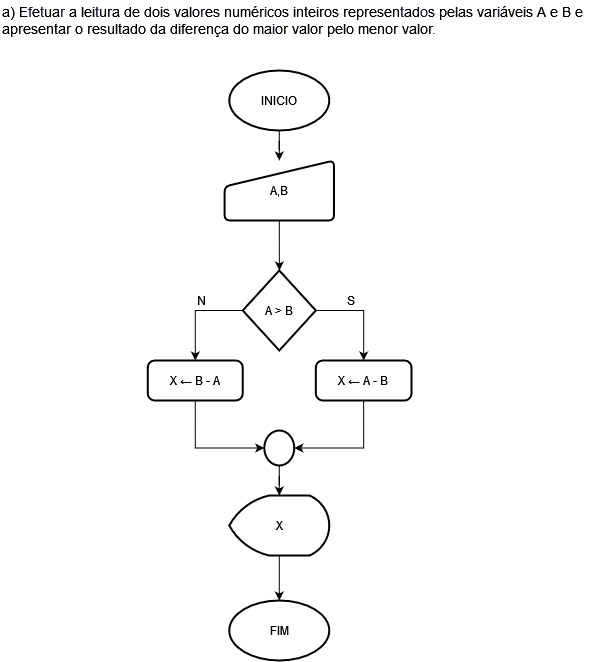 a) Efetuar a leitura de dois valores numéricos inteiros representados pelas variáveis A e B e
apresentar o resultado da diferença do maior valor pelo menor valor.
INICIO
A,B
A > B
N
S
X ← B - A
X ← A - B
X
FIM